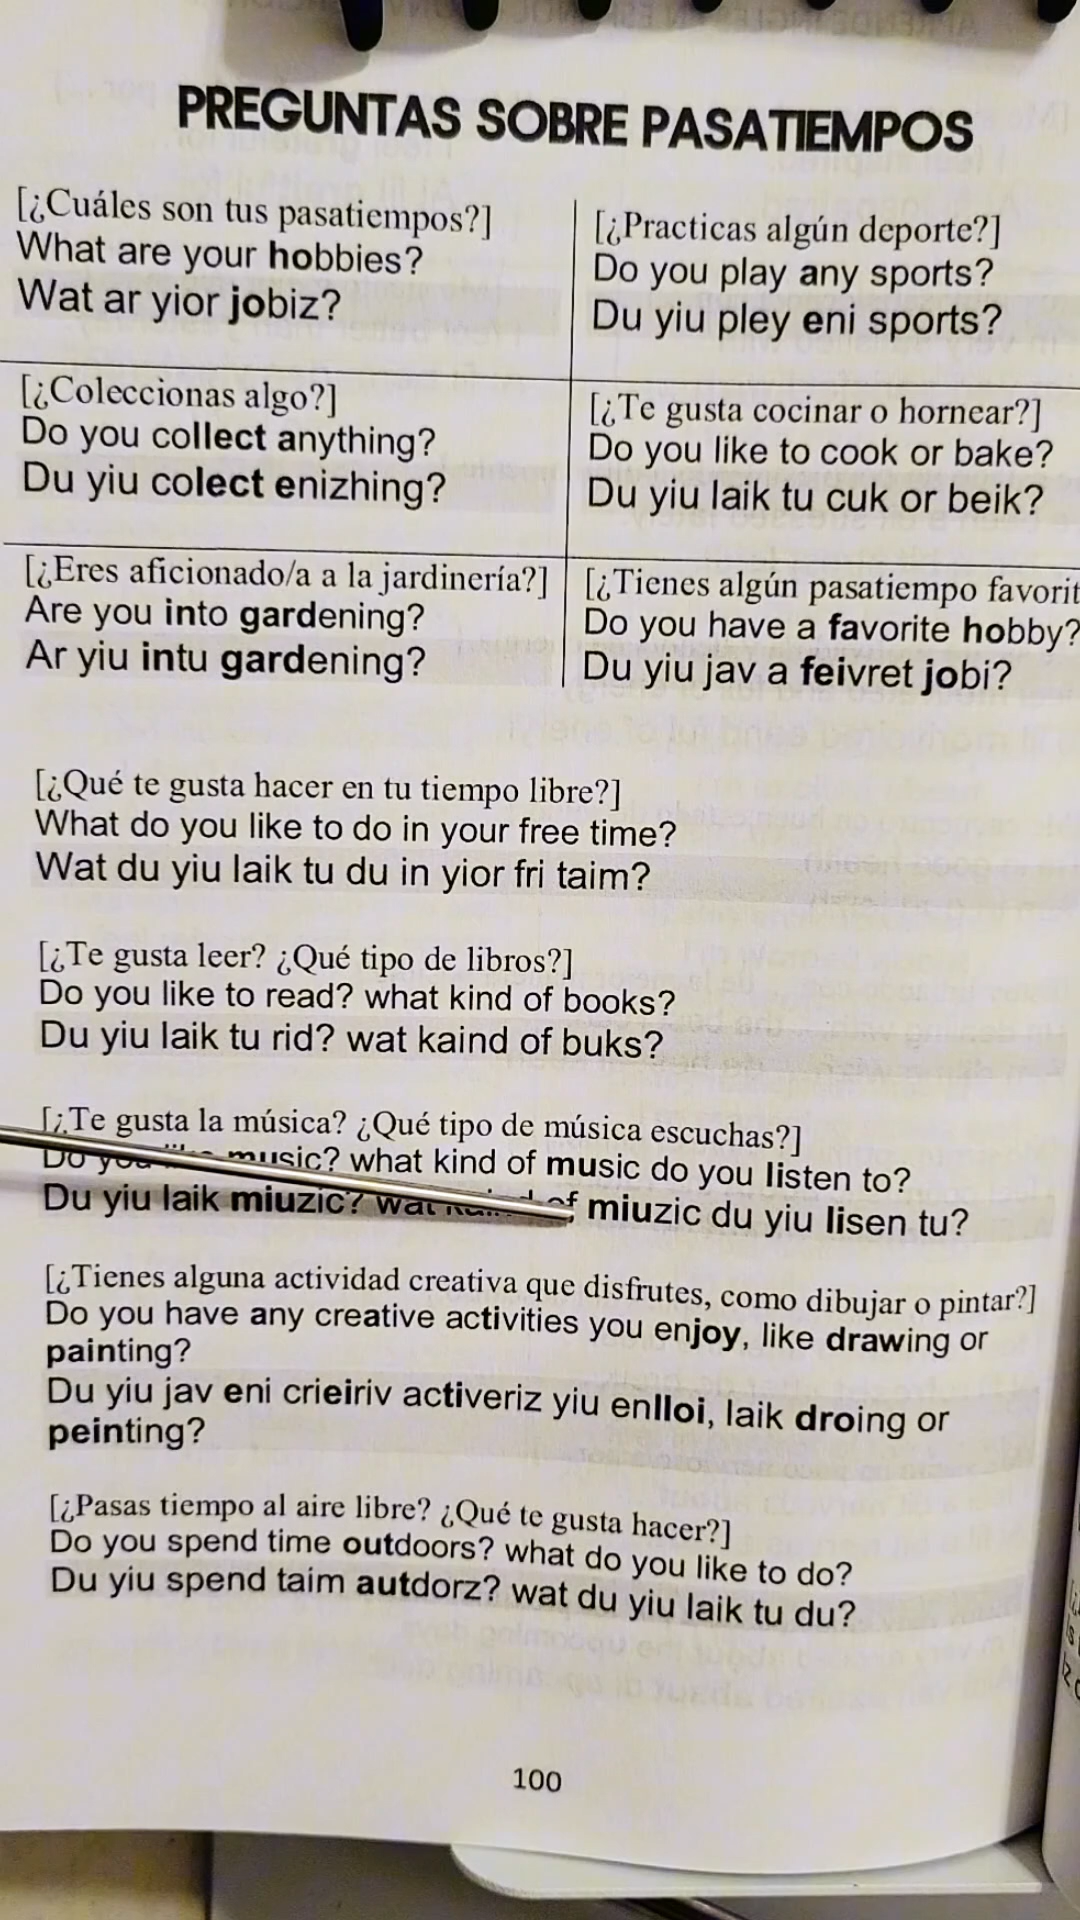 PREGUNTAS SOBRE PASATIEMPOS
[¿Cuáles son tus pasatiempos?]
What are your hobbies?
Wat ar yior jobiz?
[¿Practicas algún deporte?]
Do you play any sports?
Du yiu pley eni sports?
[¿Coleccionas algo?]
Do you collect anything?
Du yiu colect enizhing?
[¿Te gusta cocinar o hornear?]
Do you like to cook or bake?
Du yiu laik tu cuk or beik?
[¿Eres aficionado/a a la jardinería?]
Are you into gardening?
Ar yiu intu gardening?
[¿Tienes algún pasatiempo favorit
Do you have a favorite hobby?
Du yiu jav a feivret jobi?
[¿Qué te gusta hacer en tu tiempo libre?]
What do you like to do in your free time?
Wat du yiu laik tu du in yior fri taim?
[¿Te gusta leer? ¿Qué tipo de libros?]
Do you like to read? what kind of books?
Du yiu laik tu rid? wat kaind of buks?
[¿Te gusta la música? ¿Qué tipo de música escuchas?]
Do you music? what kind of music do you listen to?
Du yiu laik miuzic? wat of miuzic du yiu lisen tu?
[¿Tienes alguna actividad creativa que disfrutes, como dibujar o pintar?]
Do you have any creative activities you enjoy, like drawing or
painting?
Du yiu jav eni crieiriv activeriz yiu enlloi, laik droing or
peinting?
[¿Pasas tiempo al aire libre? ¿Qué te gusta hacer?]
Do you spend time outdoors? what do you like to do?
Du yiu spend taim autdorz? wat du yiu laik tu du?
100